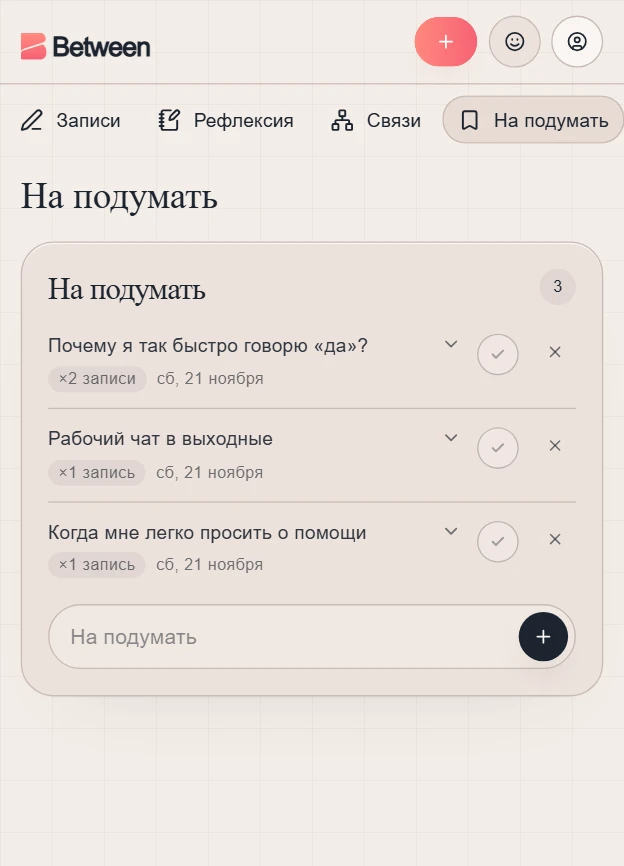 Between
Записи
Рефлексия
Связи
На подумать
На подумать
На подумать
3
Почему я так быстро говорю «да»?
×2 записи сб, 21 ноября
Рабочий чат в выходные
×1 запись сб, 21 ноября
Когда мне легко просить о помощи
×1 запись сб, 21 ноября
На подумать